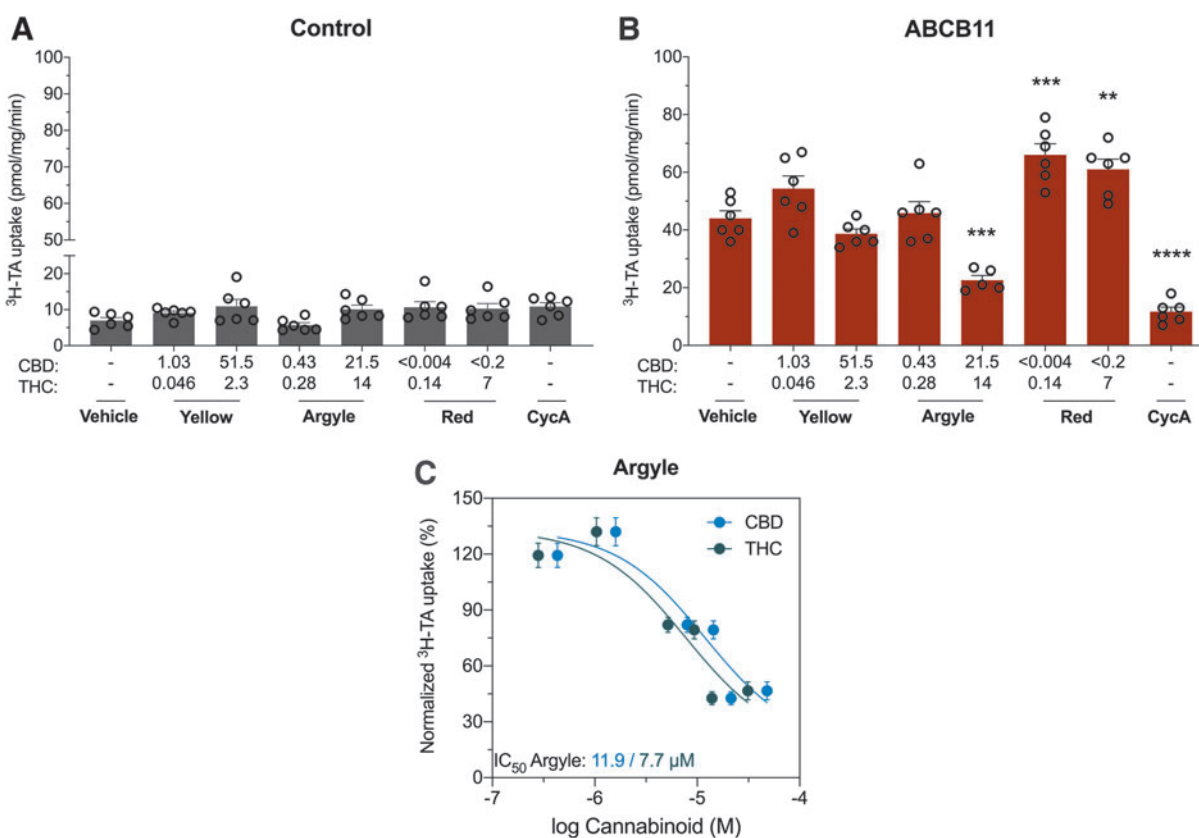 A
Control
³H-TA uptake (pmol/mg/min)
100
90
80
70
60
50
20
10
0
CBD: - 1.03 51.5 0.43 21.5 <0.004 <0.2 -
THC: - 0.046 2.3 0.28 14 0.14 7 -
Vehicle Yellow Argyle Red CycA
B
ABCB11
³H-TA uptake (pmol/mg/min)
100
80
60
40
20
0
*** *** ** ****
CBD: - 1.03 51.5 0.43 21.5 <0.004 <0.2 -
THC: - 0.046 2.3 0.28 14 0.14 7 -
Vehicle Yellow Argyle Red CycA
C
Argyle
Normalized ³H-TA uptake (%)
150
120
90
60
30
0
CBD
THC
IC₅₀ Argyle: 11.9 / 7.7 µM
-7 -6 -5 -4
log Cannabinoid (M)